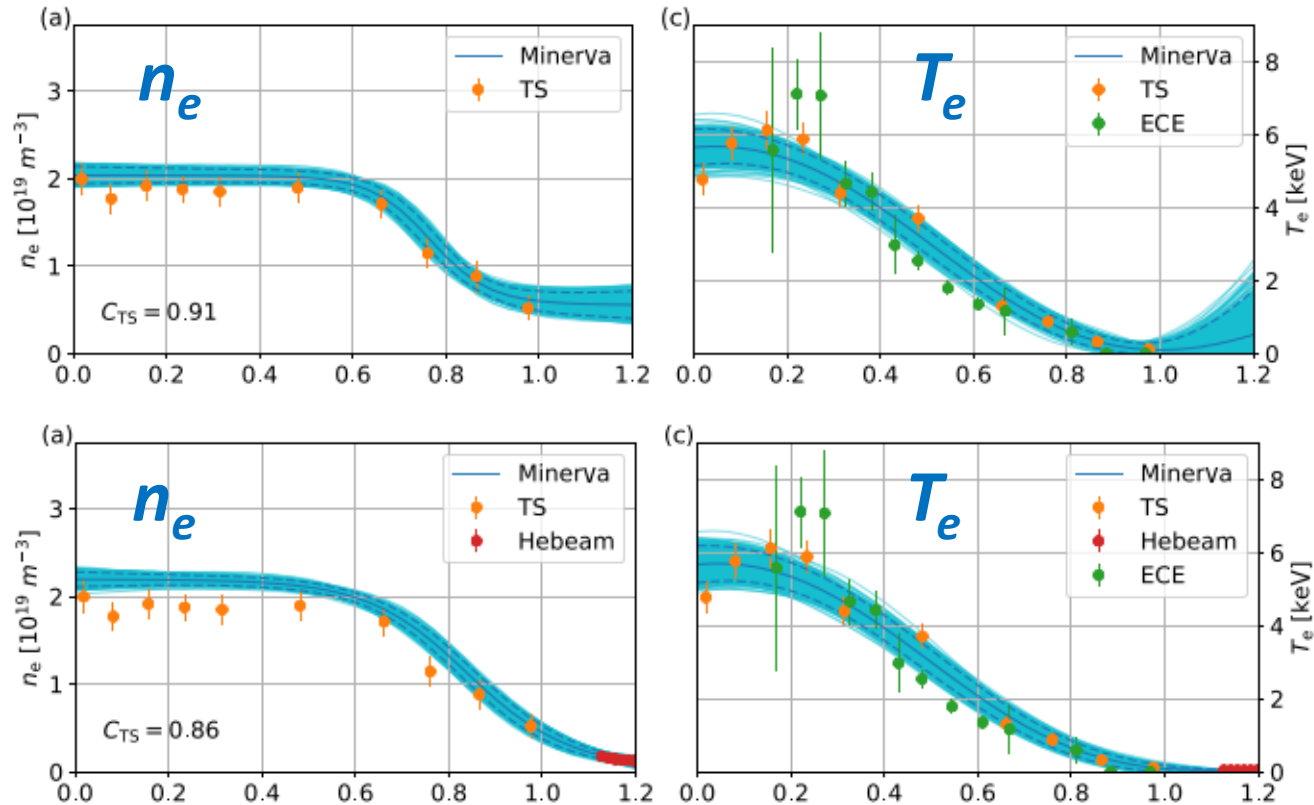 (a)
n_e
Minerva
TS
n_e [10^19 m^−3]
3
2
1
0
C_TS = 0.91
0.0 0.2 0.4 0.6 0.8 1.0 1.2
(c)
T_e
Minerva
TS
ECE
8
6
4
2
0
T_e [keV]
0.0 0.2 0.4 0.6 0.8 1.0 1.2
(a)
n_e
Minerva
TS
Hebeam
n_e [10^19 m^−3]
3
2
1
0
C_TS = 0.86
0.0 0.2 0.4 0.6 0.8 1.0 1.2
(c)
T_e
Minerva
TS
Hebeam
ECE
8
6
4
2
0
T_e [keV]
0.0 0.2 0.4 0.6 0.8 1.0 1.2